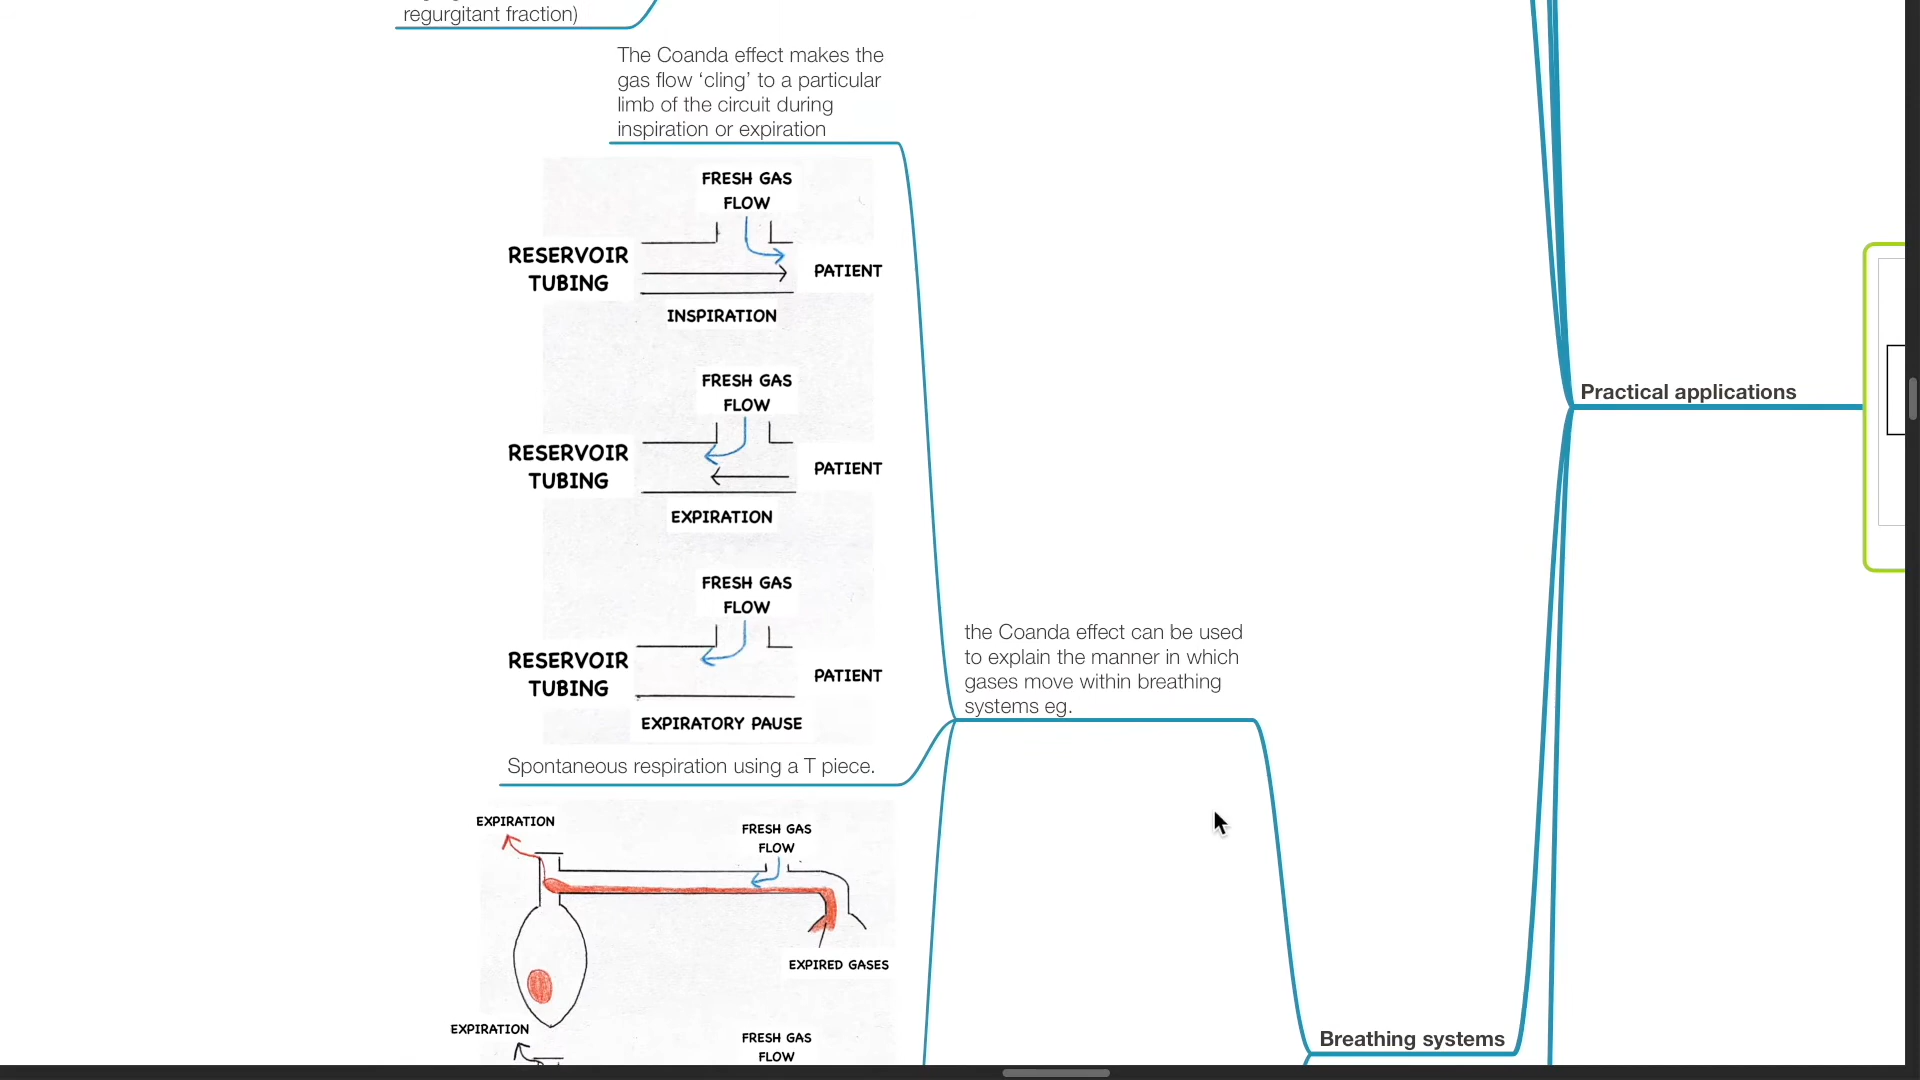 regurgitant fraction)
The Coanda effect makes the
gas flow ‘cling’ to a particular
limb of the circuit during
inspiration or expiration
FRESH GAS
FLOW
RESERVOIR
TUBING
PATIENT
INSPIRATION
FRESH GAS
FLOW
RESERVOIR
TUBING
PATIENT
EXPIRATION
FRESH GAS
FLOW
RESERVOIR
TUBING
PATIENT
EXPIRATORY PAUSE
Spontaneous respiration using a T piece.
EXPIRATION
FRESH GAS
FLOW
EXPIRED GASES
EXPIRATION
FRESH GAS
FLOW
the Coanda effect can be used
to explain the manner in which
gases move within breathing
systems eg.
Breathing systems
Practical applications